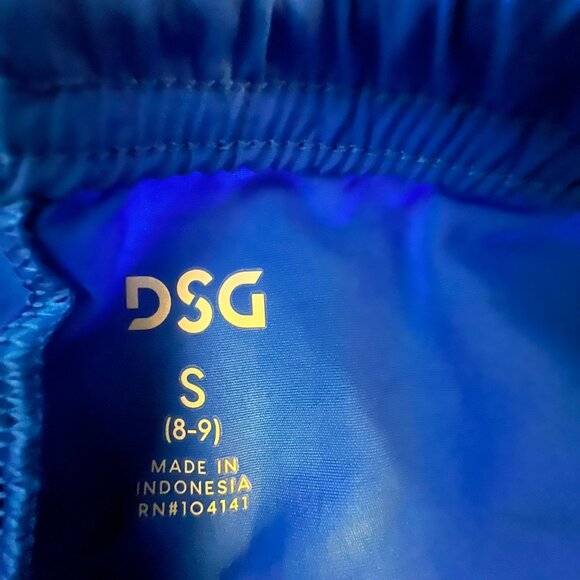 DSG
S
(8-9)
MADE IN
INDONESIA
RN#104141